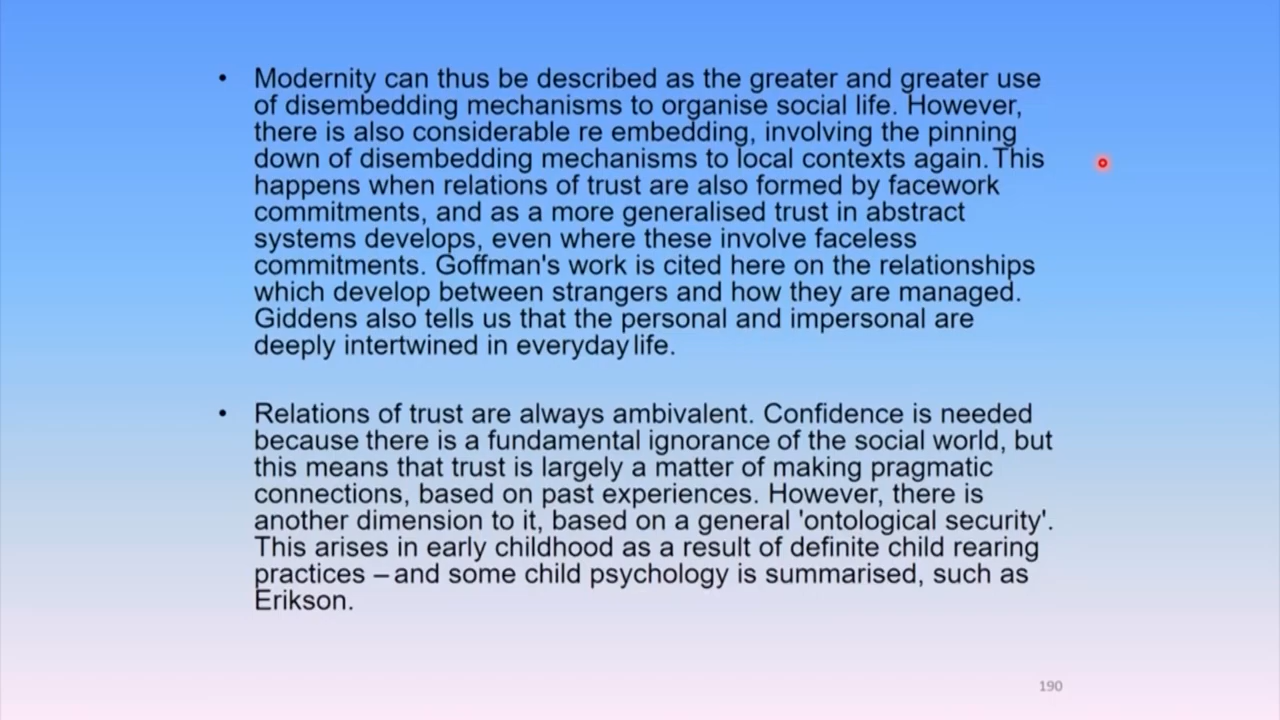 • Modernity can thus be described as the greater and greater use
of disembedding mechanisms to organise social life. However,
there is also considerable re embedding, involving the pinning
down of disembedding mechanisms to local contexts again. This
happens when relations of trust are also formed by facework
commitments, and as a more generalised trust in abstract
systems develops, even where these involve faceless
commitments. Goffman's work is cited here on the relationships
which develop between strangers and how they are managed.
Giddens also tells us that the personal and impersonal are
deeply intertwined in everyday life.
• Relations of trust are always ambivalent. Confidence is needed
because there is a fundamental ignorance of the social world, but
this means that trust is largely a matter of making pragmatic
connections, based on past experiences. However, there is
another dimension to it, based on a general 'ontological security'.
This arises in early childhood as a result of definite child rearing
practices – and some child psychology is summarised, such as
Erikson.
190